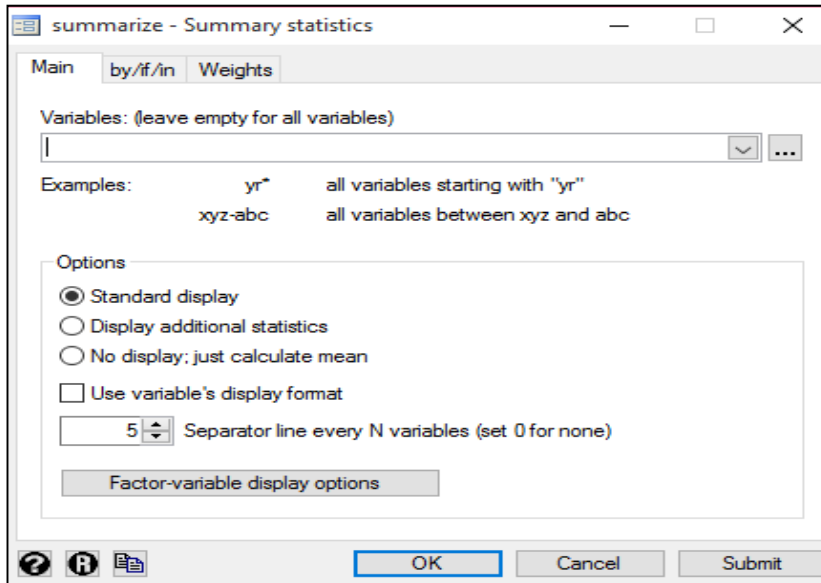 summarize - Summary statistics
Main by/if/in Weights
Variables: (leave empty for all variables)
...
Examples: yr* all variables starting with "yr"
xyz-abc all variables between xyz and abc
Options
Standard display
Display additional statistics
No display; just calculate mean
Use variable's display format
5 Separator line every N variables (set 0 for none)
Factor-variable display options
? R OK Cancel Submit